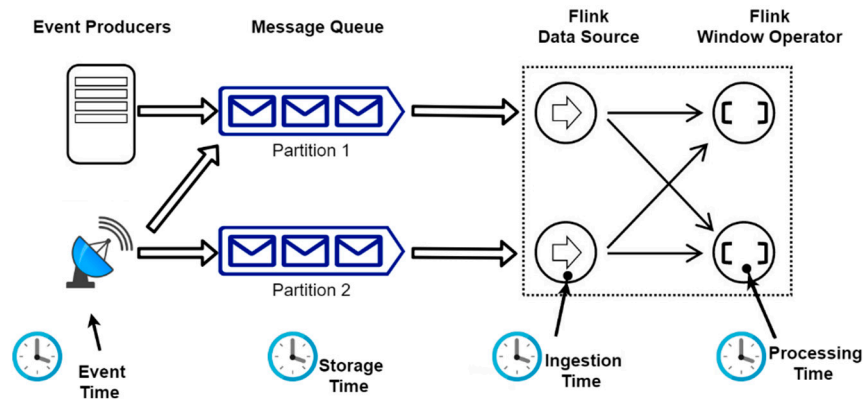 Event Producers
Message Queue
Flink
Data Source
Flink
Window Operator
Partition 1
Partition 2
Event
Time
Storage
Time
Ingestion
Time
Processing
Time